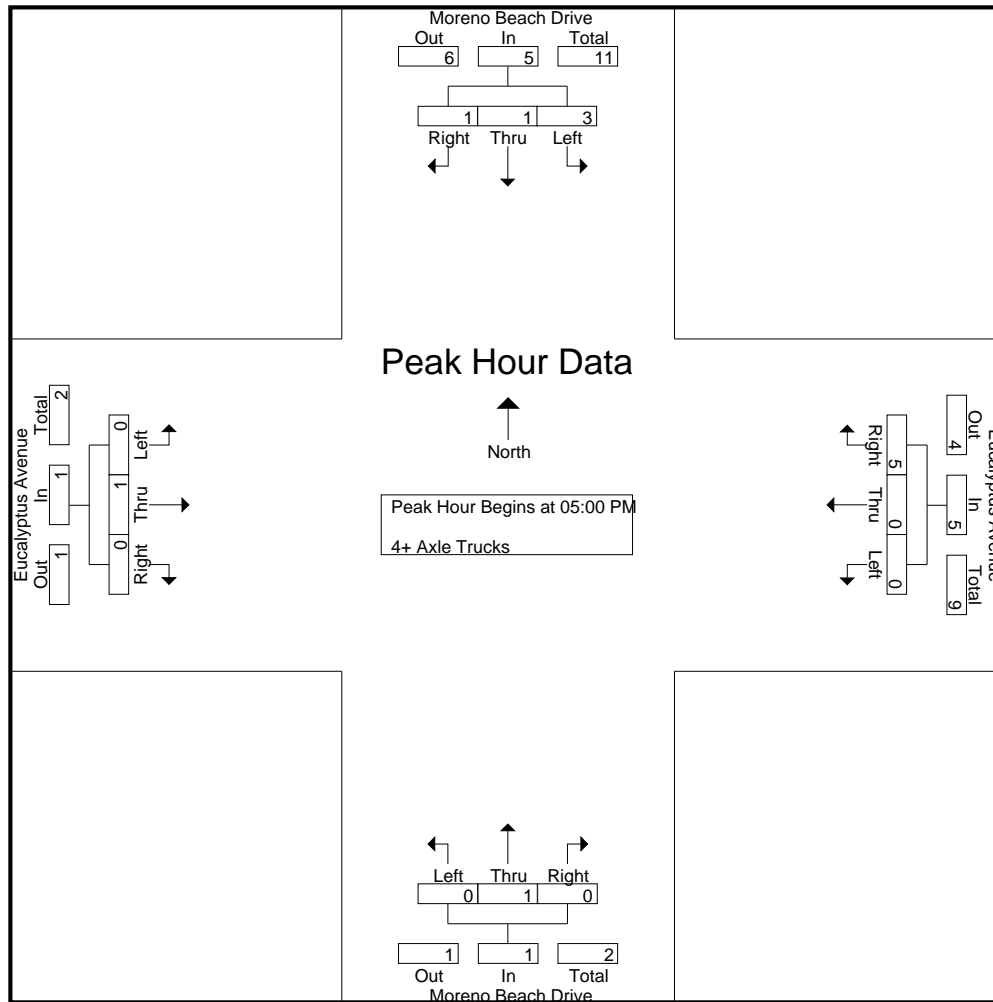 Moreno Beach Drive
Out In Total
6 5 11
1 1 3
Right Thru Left
Peak Hour Data
North
Peak Hour Begins at 05:00 PM
4+ Axle Trucks
Eucalyptus Avenue
Total In Out
2 1 1
0 1 0
Left Thru Right
Eucalyptus Avenue
Out In Total
4 5 9
5 0 0
Right Thru Left
Left Thru Right
0 1 0
1 1 2
Out In Total
Moreno Beach Drive